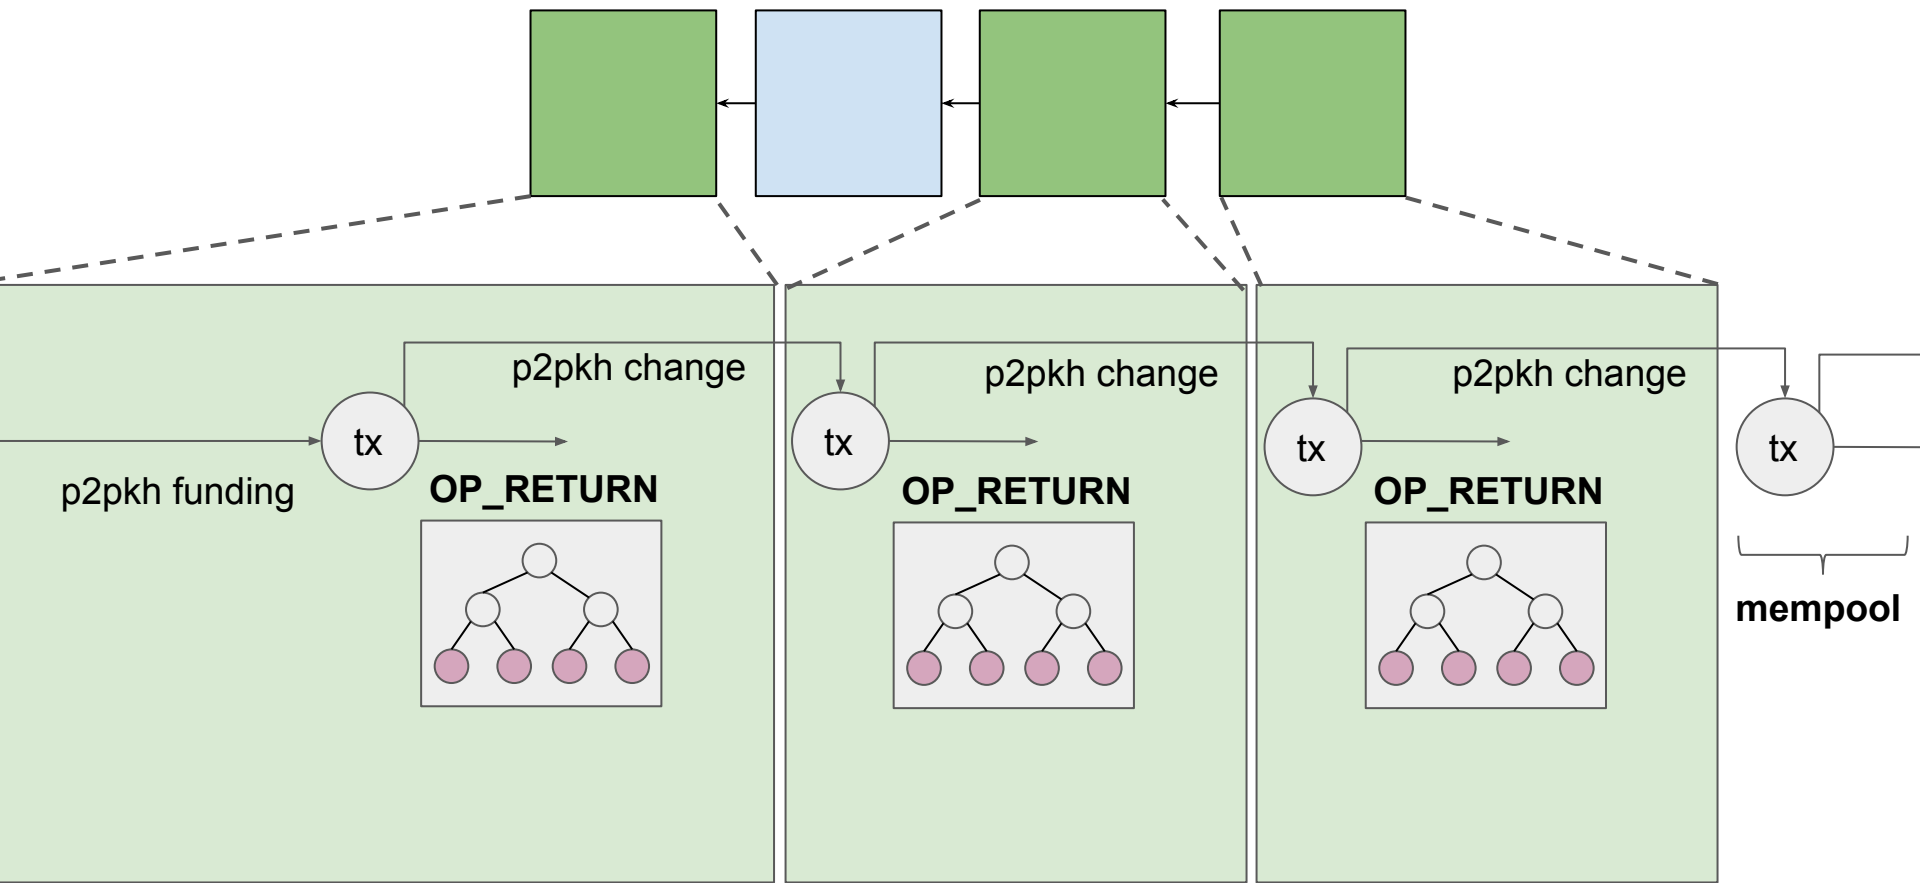 p2pkh change
p2pkh change
p2pkh change
tx
tx
tx
tx
p2pkh funding
OP_RETURN
OP_RETURN
OP_RETURN
mempool